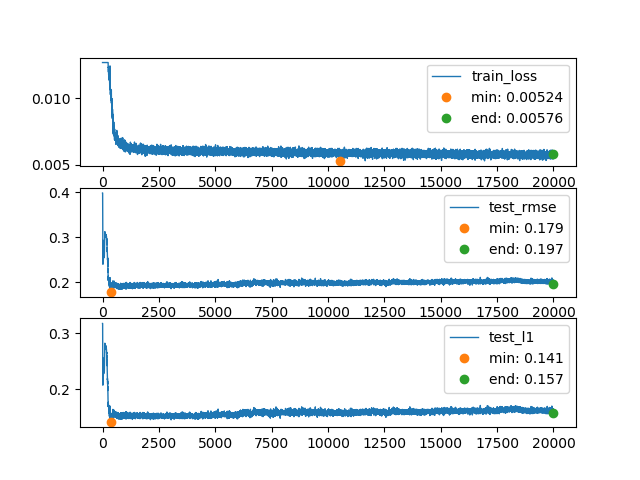 0.010
0.005
train_loss
min: 0.00524
end: 0.00576
0 2500 5000 7500 10000 12500 15000 17500 20000
0.4
0.3
0.2
test_rmse
min: 0.179
end: 0.197
0 2500 5000 7500 10000 12500 15000 17500 20000
0.3
0.2
test_l1
min: 0.141
end: 0.157
0 2500 5000 7500 10000 12500 15000 17500 20000